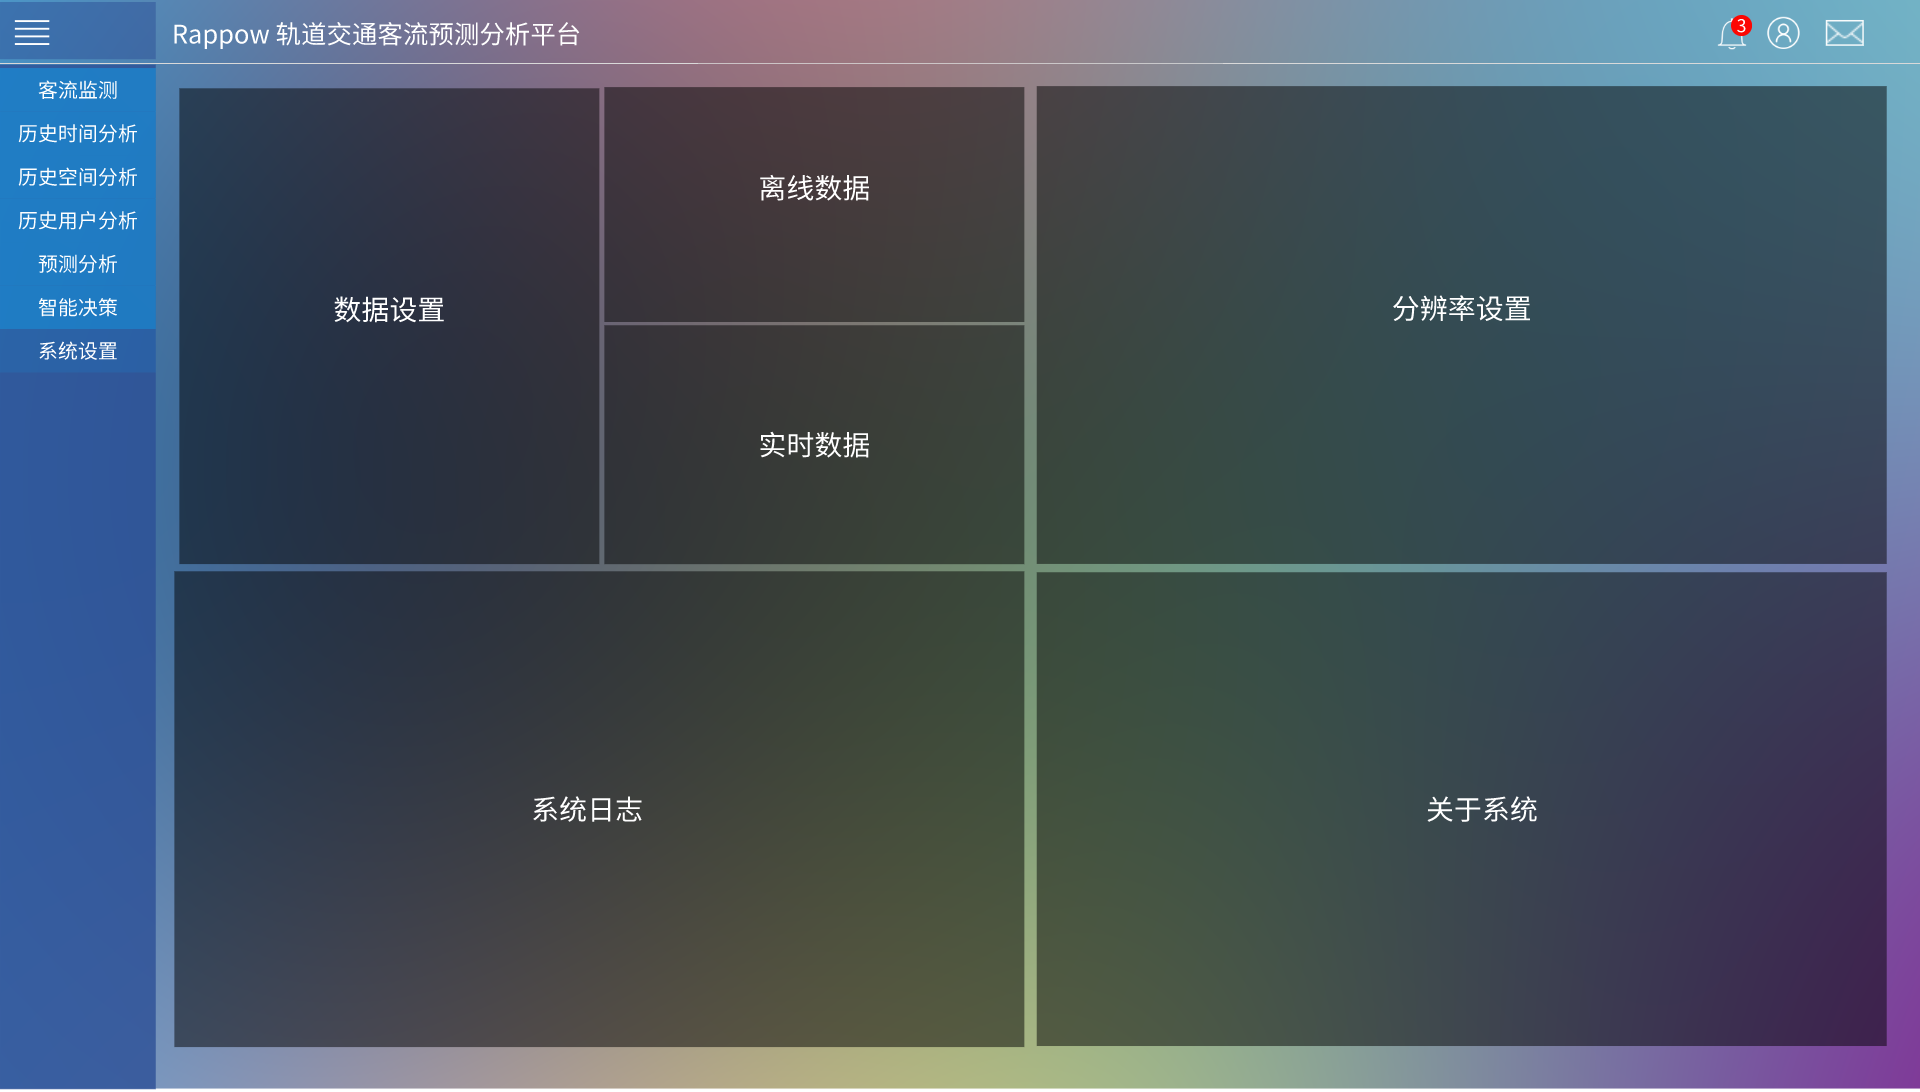 Rappow 轨道交通客流预测分析平台
3
客流监测
历史时间分析
历史空间分析
历史用户分析
预测分析
智能决策
系统设置
数据设置
离线数据
实时数据
分辨率设置
系统日志
关于系统